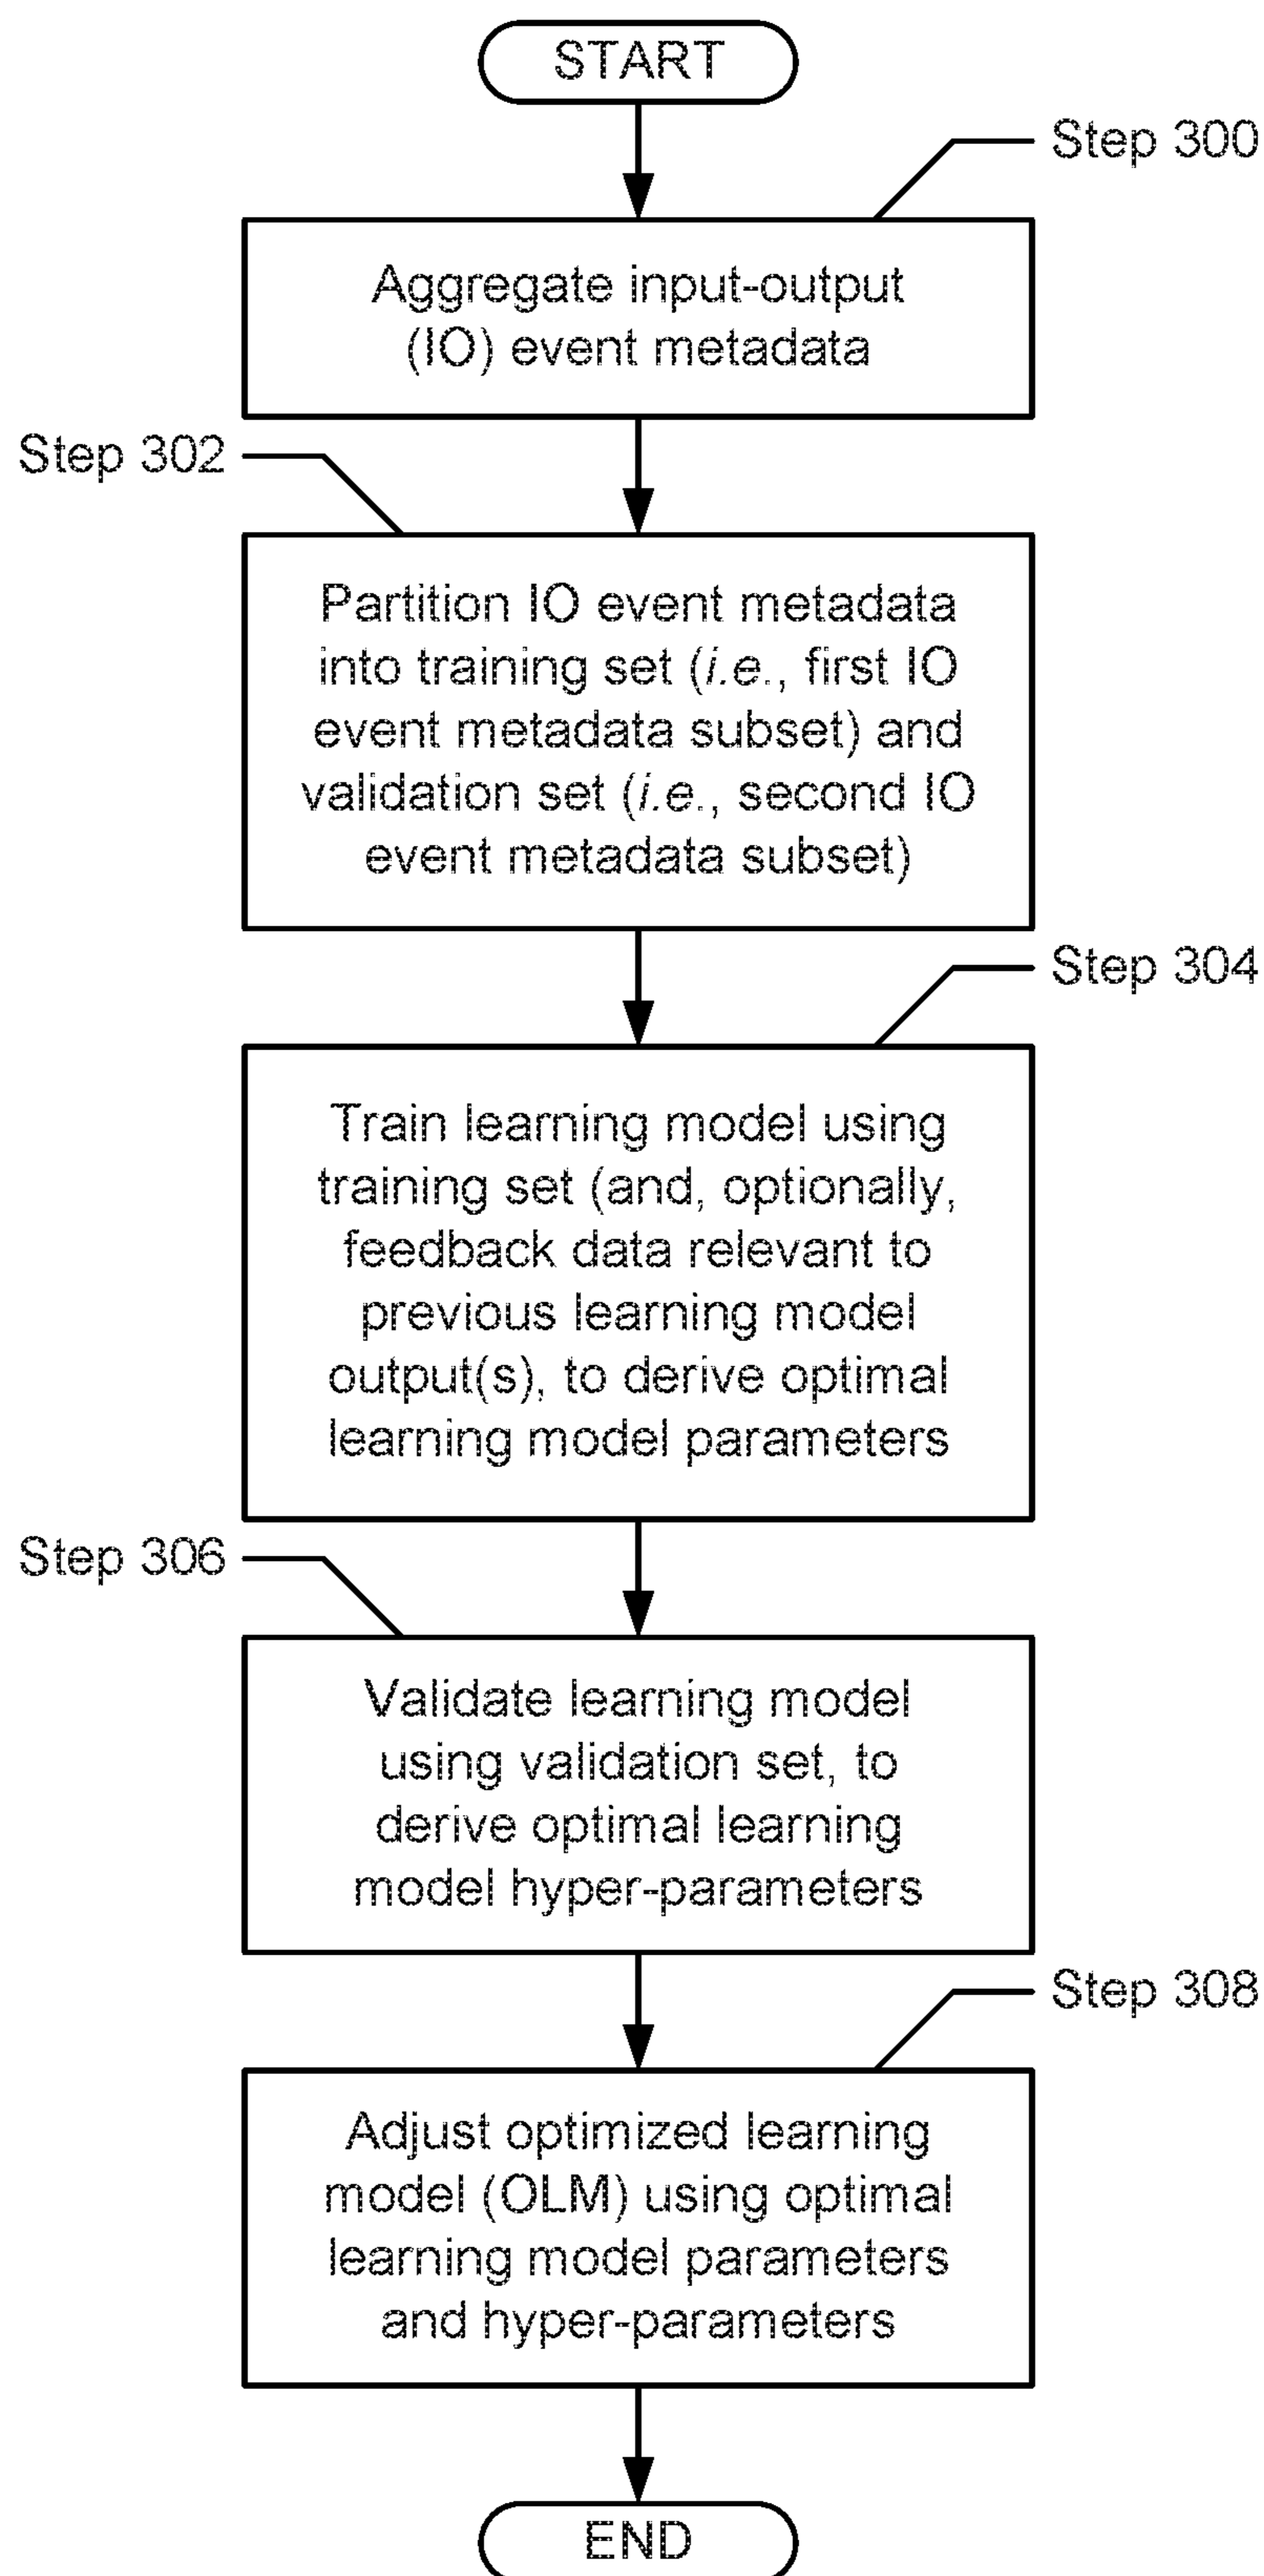 START
Step 300
Aggregate input-output
(IO) event metadata
Step 302
Partition IO event metadata
into training set (i.e., first IO
event metadata subset) and
validation set (i.e., second IO
event metadata subset)
Step 304
Train learning model using
training set (and, optionally,
feedback data relevant to
previous learning model
output(s), to derive optimal
learning model parameters
Step 306
Validate learning model
using validation set, to
derive optimal learning
model hyper-parameters
Step 308
Adjust optimized learning
model (OLM) using optimal
learning model parameters
and hyper-parameters
END